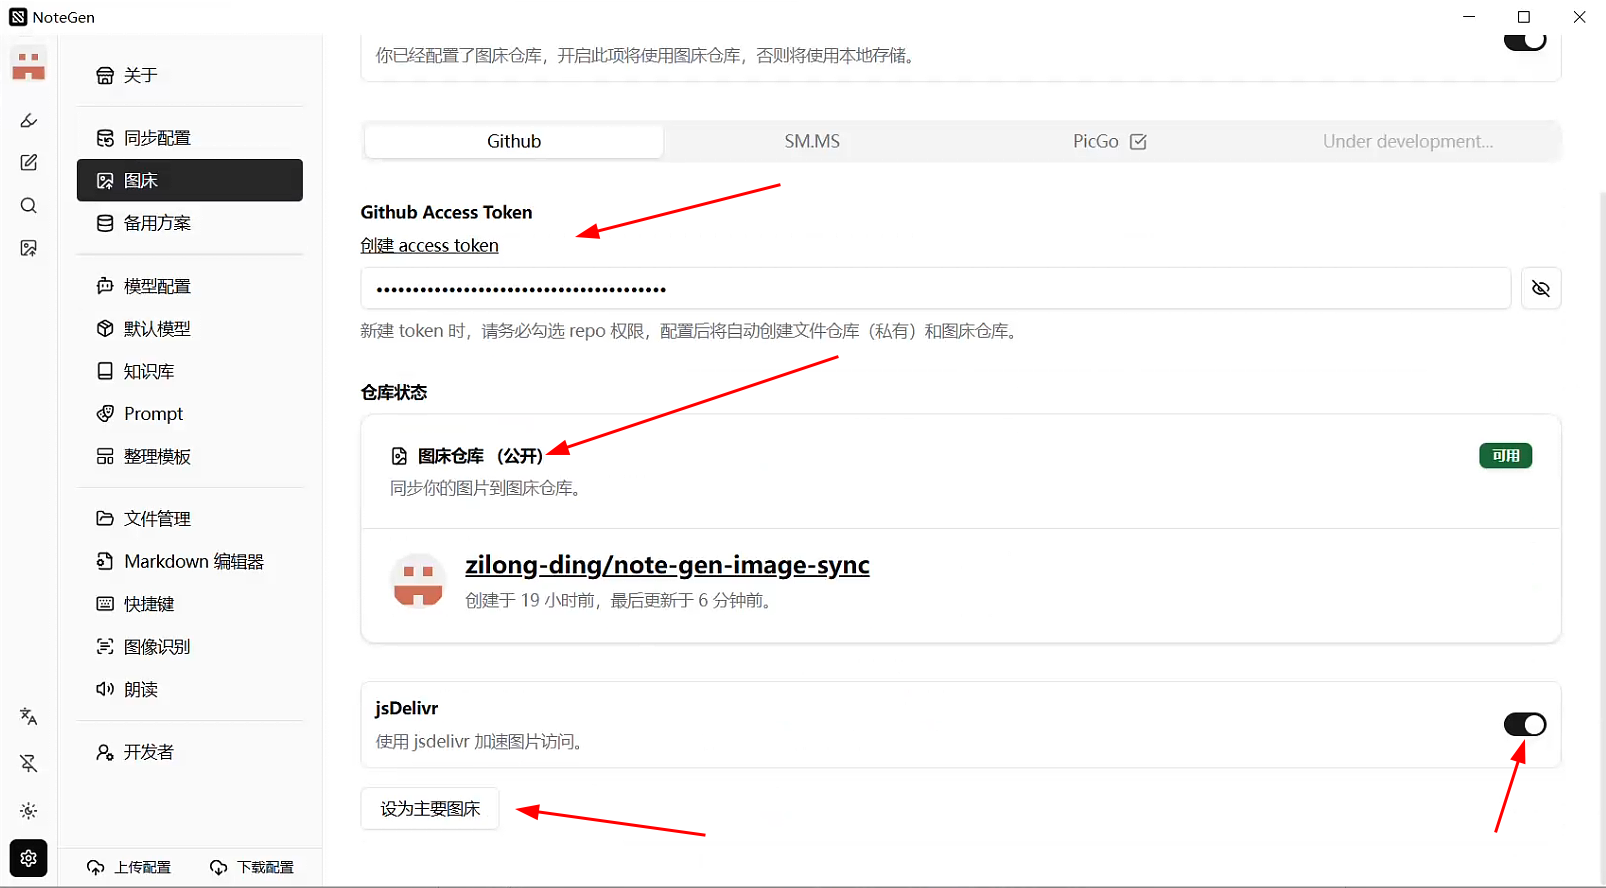 NoteGen
关于
同步配置
图床
备用方案
模型配置
默认模型
知识库
Prompt
整理模板
文件管理
Markdown 编辑器
快捷键
图像识别
朗读
开发者
上传配置
下载配置
你已经配置了图床仓库，开启此项将使用图床仓库，否则将使用本地存储。
Github
SM.MS
PicGo
Under development...
Github Access Token
创建 access token
新建 token 时，请务必勾选 repo 权限，配置后将自动创建文件仓库（私有）和图床仓库。
仓库状态
图床仓库 （公开）
可用
同步你的图片到图床仓库。
zilong-ding/note-gen-image-sync
创建于 19 小时前，最后更新于 6 分钟前。
jsDelivr
使用 jsdelivr 加速图片访问。
设为主要图床